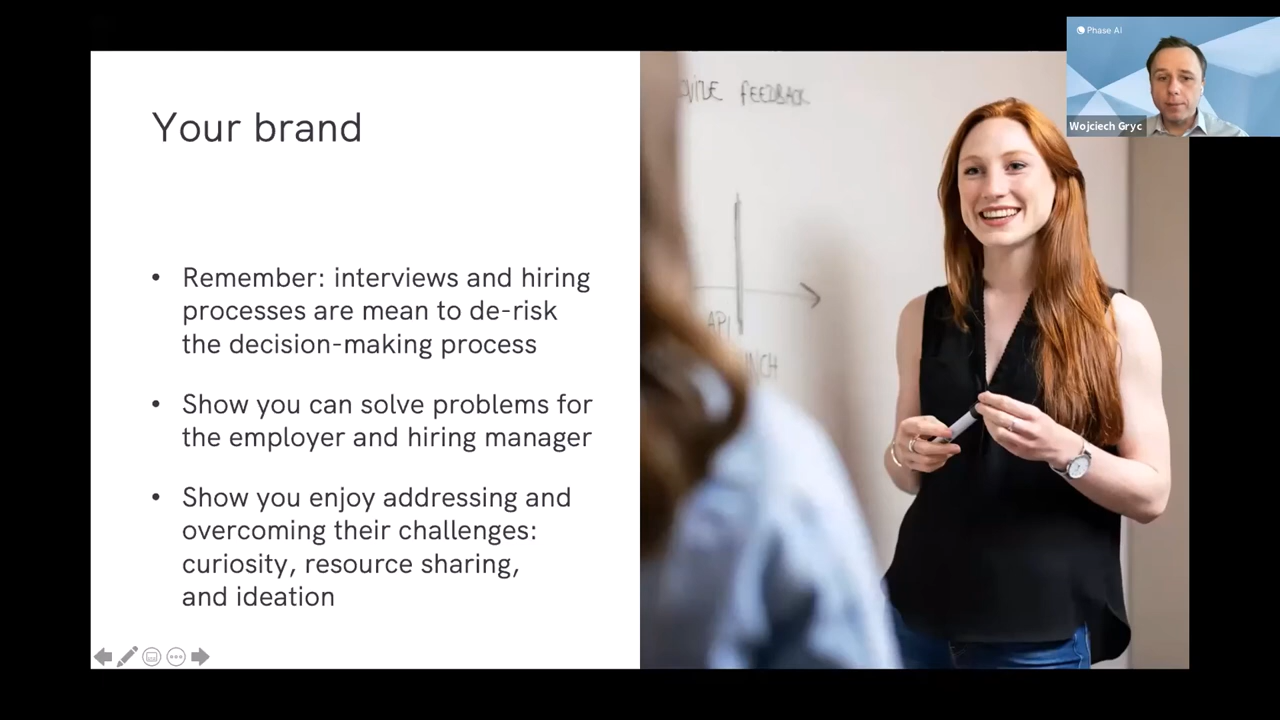 Your brand
• Remember: interviews and hiring
processes are mean to de-risk
the decision-making process
• Show you can solve problems for
the employer and hiring manager
• Show you enjoy addressing and
overcoming their challenges:
curiosity, resource sharing,
and ideation
FEEDBACK
API
Phase AI
Wojciech Gryc